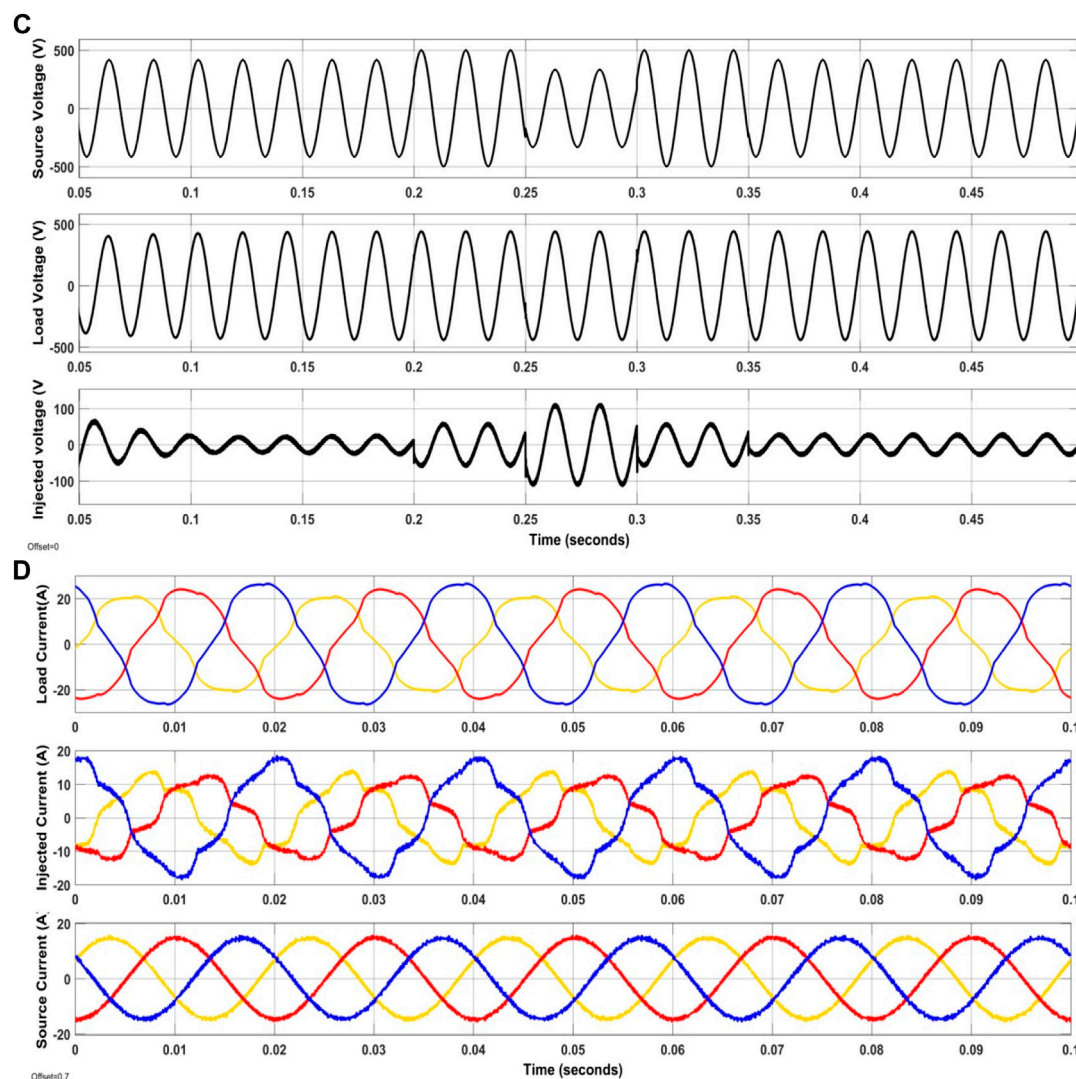 C
Source Voltage (V)
500
0
-500
0.05 0.1 0.15 0.2 0.25 0.3 0.35 0.4 0.45
Load Voltage (V)
500
0
-500
0.05 0.1 0.15 0.2 0.25 0.3 0.35 0.4 0.45
Injected voltage (V
100
0
-100
0.05 0.1 0.15 0.2 0.25 0.3 0.35 0.4 0.45
Time (seconds)
Offset=0
D
Load Current(A)
20
0
-20
0 0.01 0.02 0.03 0.04 0.05 0.06 0.07 0.08 0.09 0.1
Injected Current (A)
20
10
0
-10
-20
0 0.01 0.02 0.03 0.04 0.05 0.06 0.07 0.08 0.09 0.1
Source Current (A
20
0
-20
0 0.01 0.02 0.03 0.04 0.05 0.06 0.07 0.08 0.09 0.1
Time (seconds)
Offset=0.7